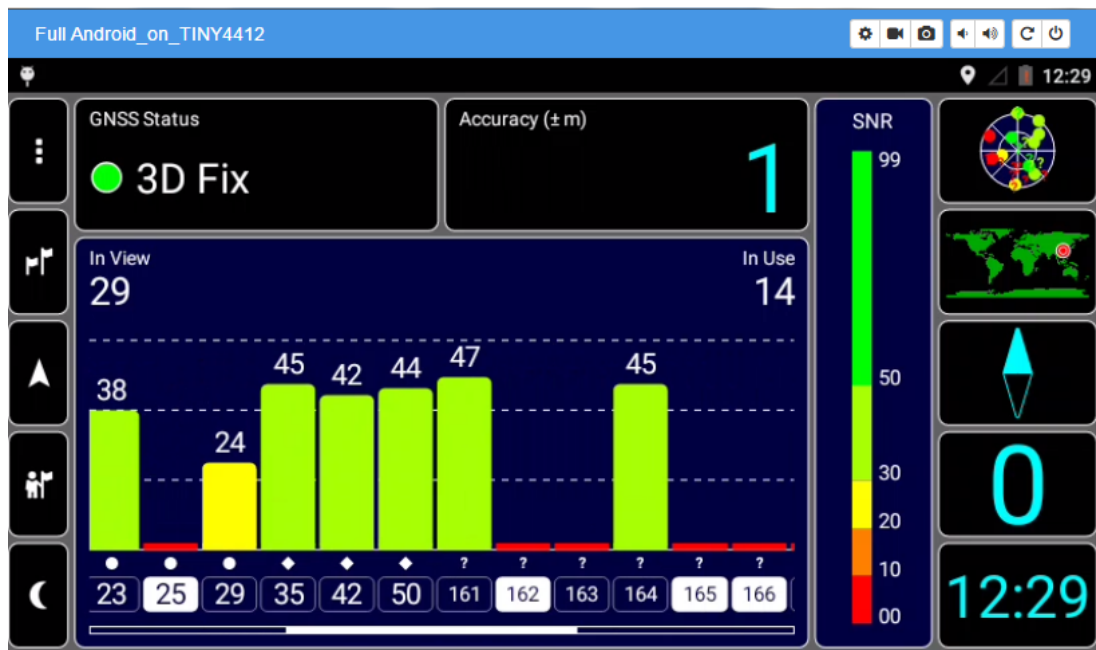 Full Android_on_TINY4412
12:29
GNSS Status
3D Fix
Accuracy (± m)
1
SNR
99
50
30
20
10
00
In View
29
In Use
14
38 24 45 42 44 47 45
? ? ? ? ? ?
23 25 29 35 42 50 161 162 163 164 165 166
0
12:29